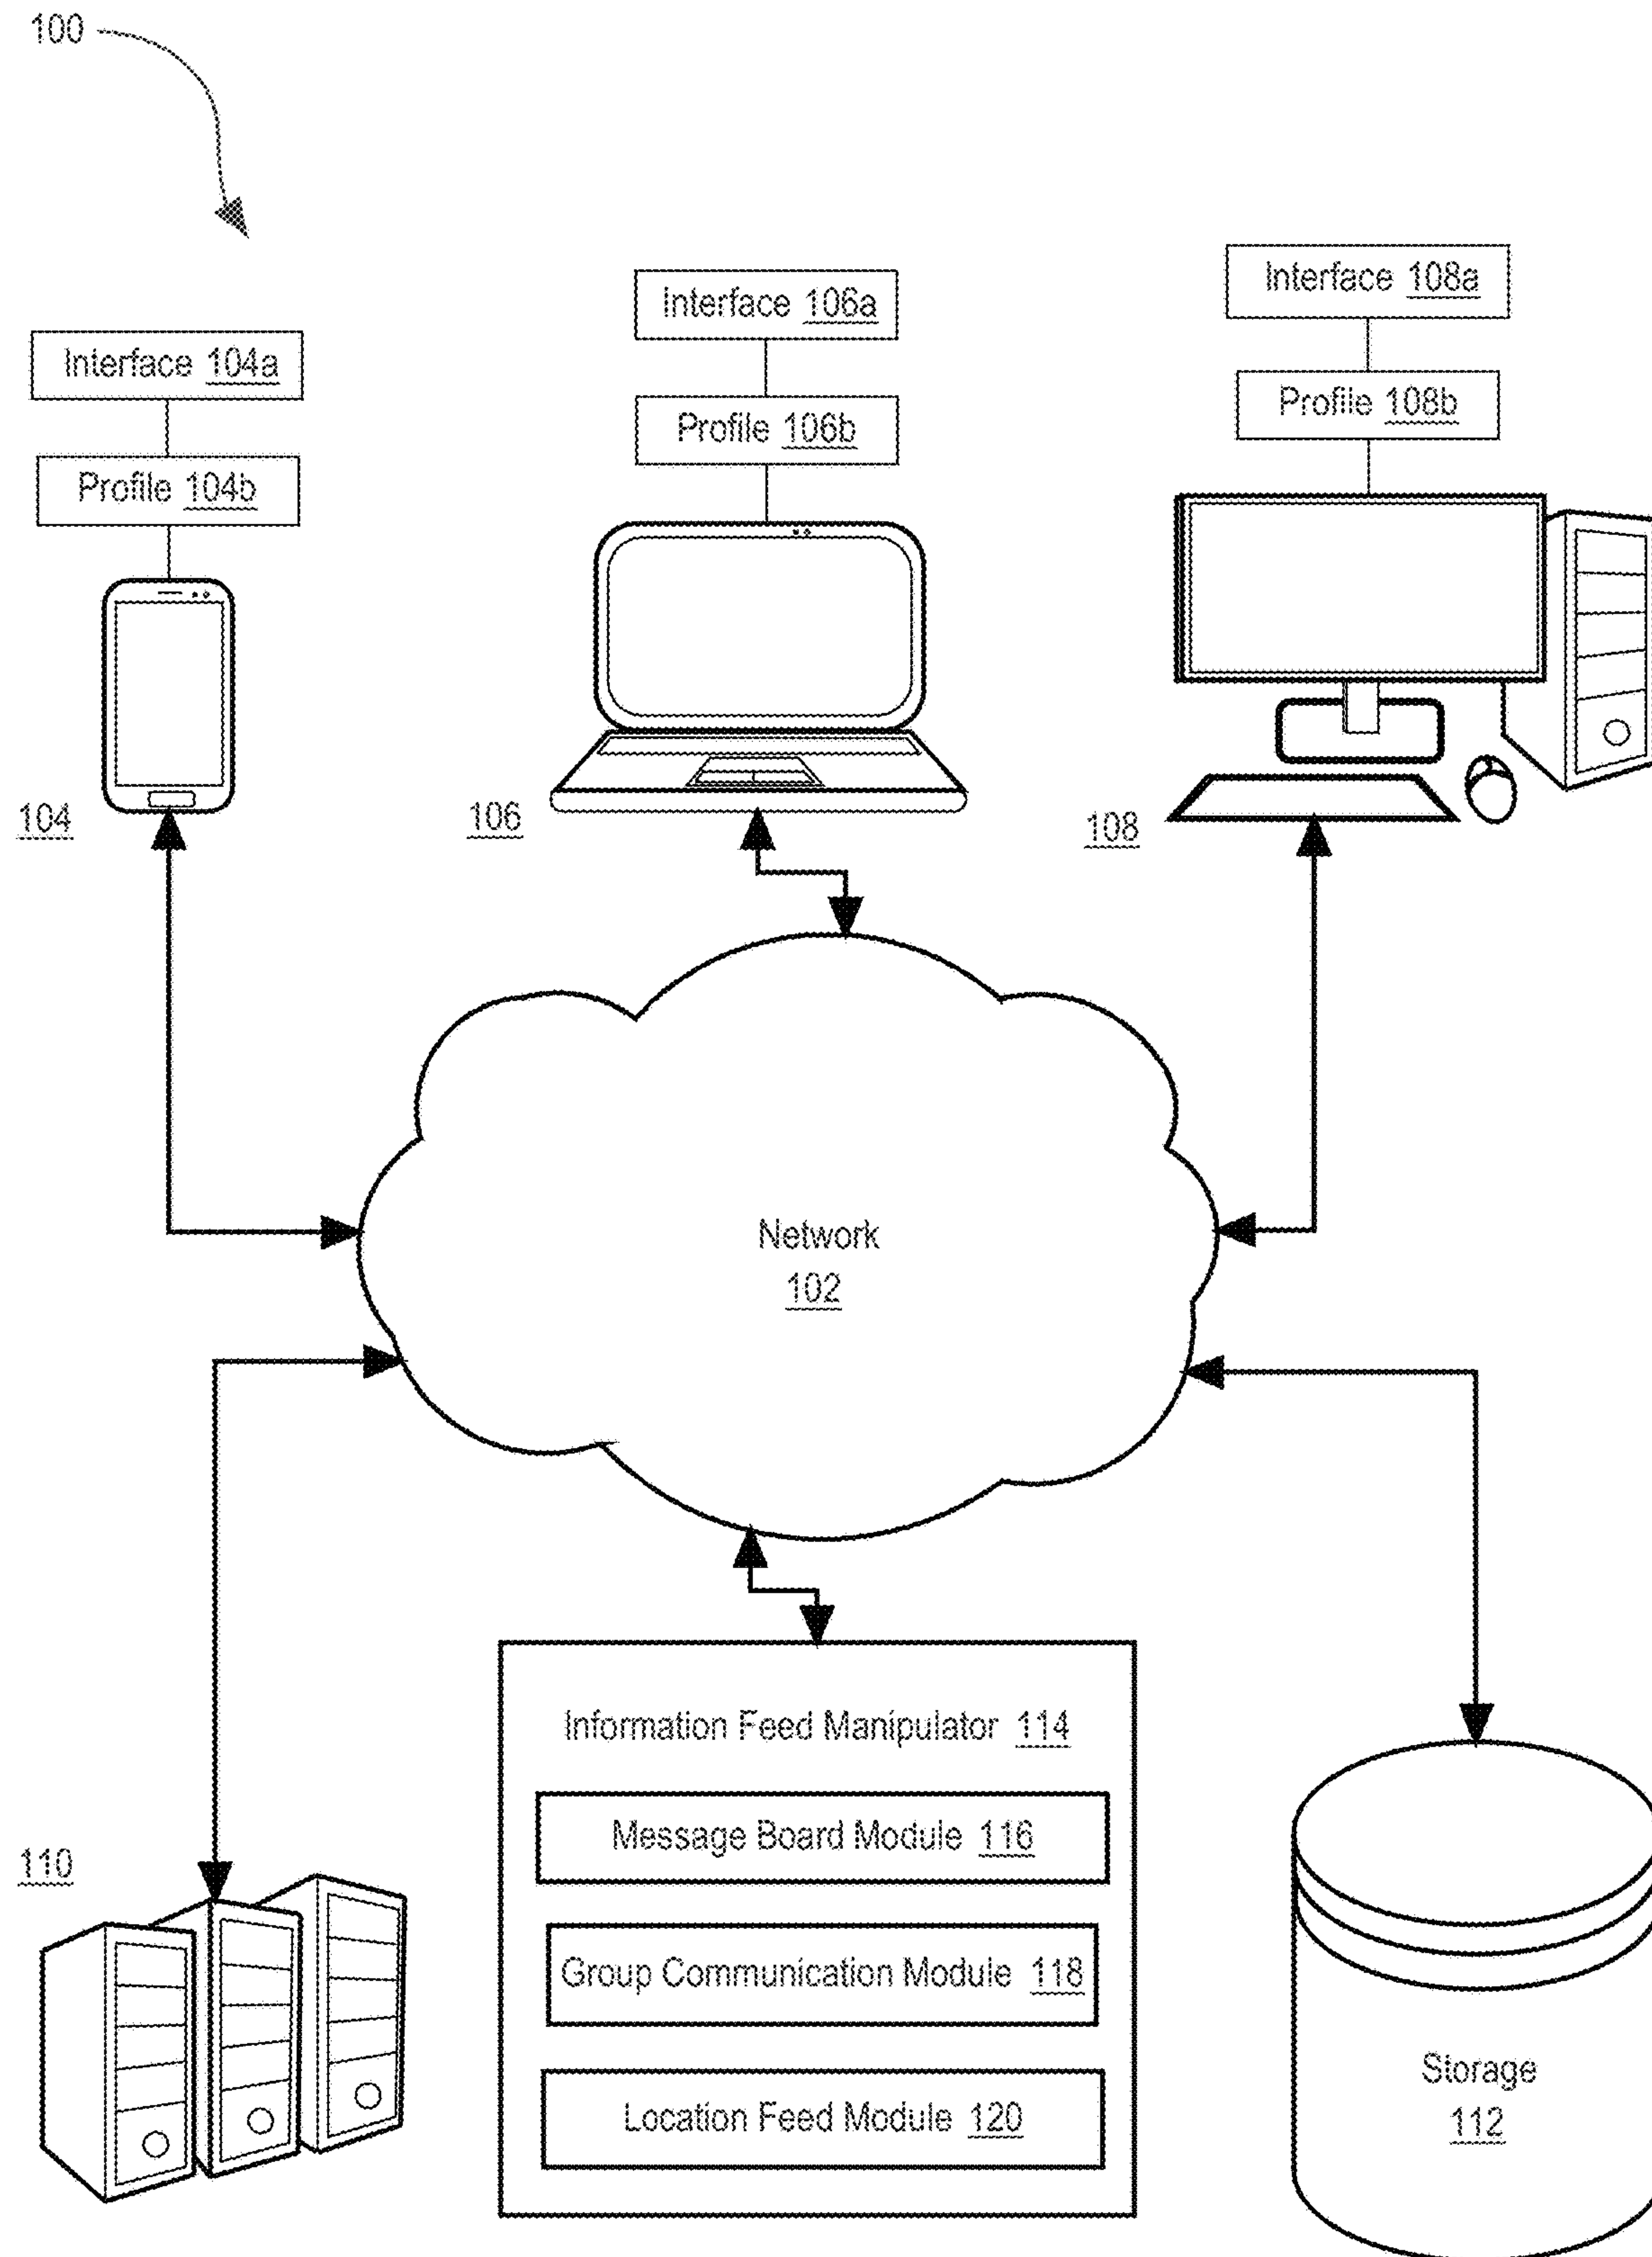 100
Interface 104a
Profile 104b
Interface 106a
Profile 106b
Interface 108a
Profile 108b
104
106
108
Network
102
110
Information Feed Manipulator 114
Message Board Module 116
Group Communication Module 118
Location Feed Module 120
Storage
112